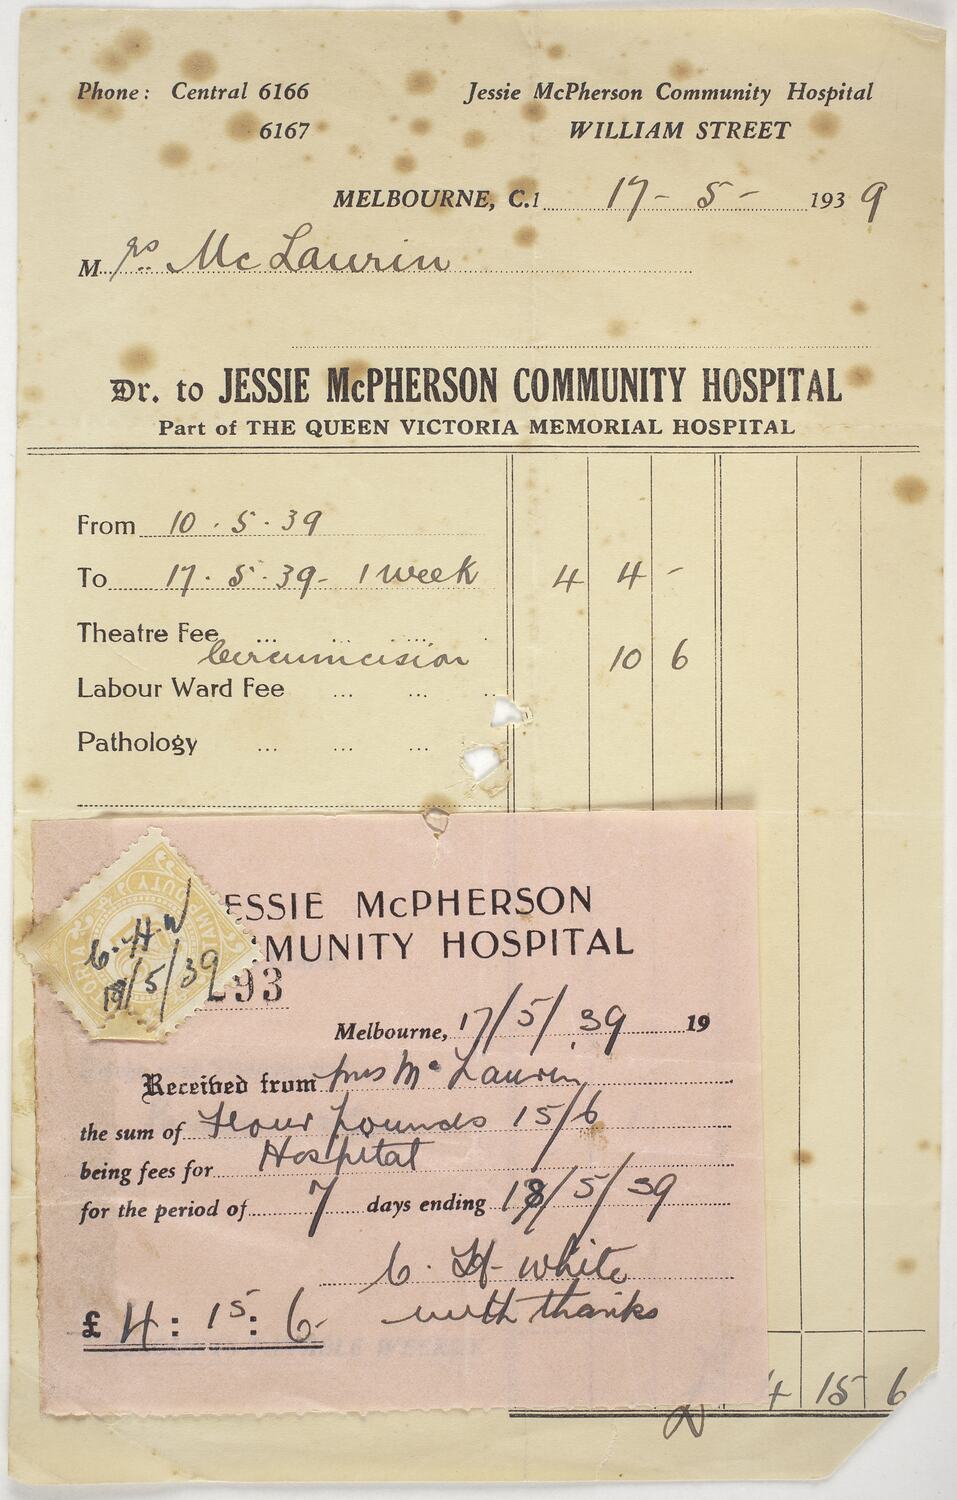 Phone: Central 6166 Jessie McPherson Community Hospital
6167 WILLIAM STREET
MELBOURNE, C.1 17 - 5 - 1939
Mrs. McLaurin
Dr. to JESSIE McPHERSON COMMUNITY HOSPITAL
Part of THE QUEEN VICTORIA MEMORIAL HOSPITAL
From 10 . 5 . 39
To 17 . 5 . 39 - 1 week 4 4 -
Theatre Fee ... ... ...
Circumcision 10 6
Labour Ward Fee ... ... ...
Pathology ... ... ...
ESSIE McPHERSON
MUNITY HOSPITAL
C. H. W
/5/39
93
Melbourne, 17/5/39 19
Received from Mrs McLaurin
the sum of Four pounds 15/6
being fees for Hospital
for the period of 7 days ending 18/5/39
C. H. White
£ 4 : 15 : 6 - with thanks
4 15 6